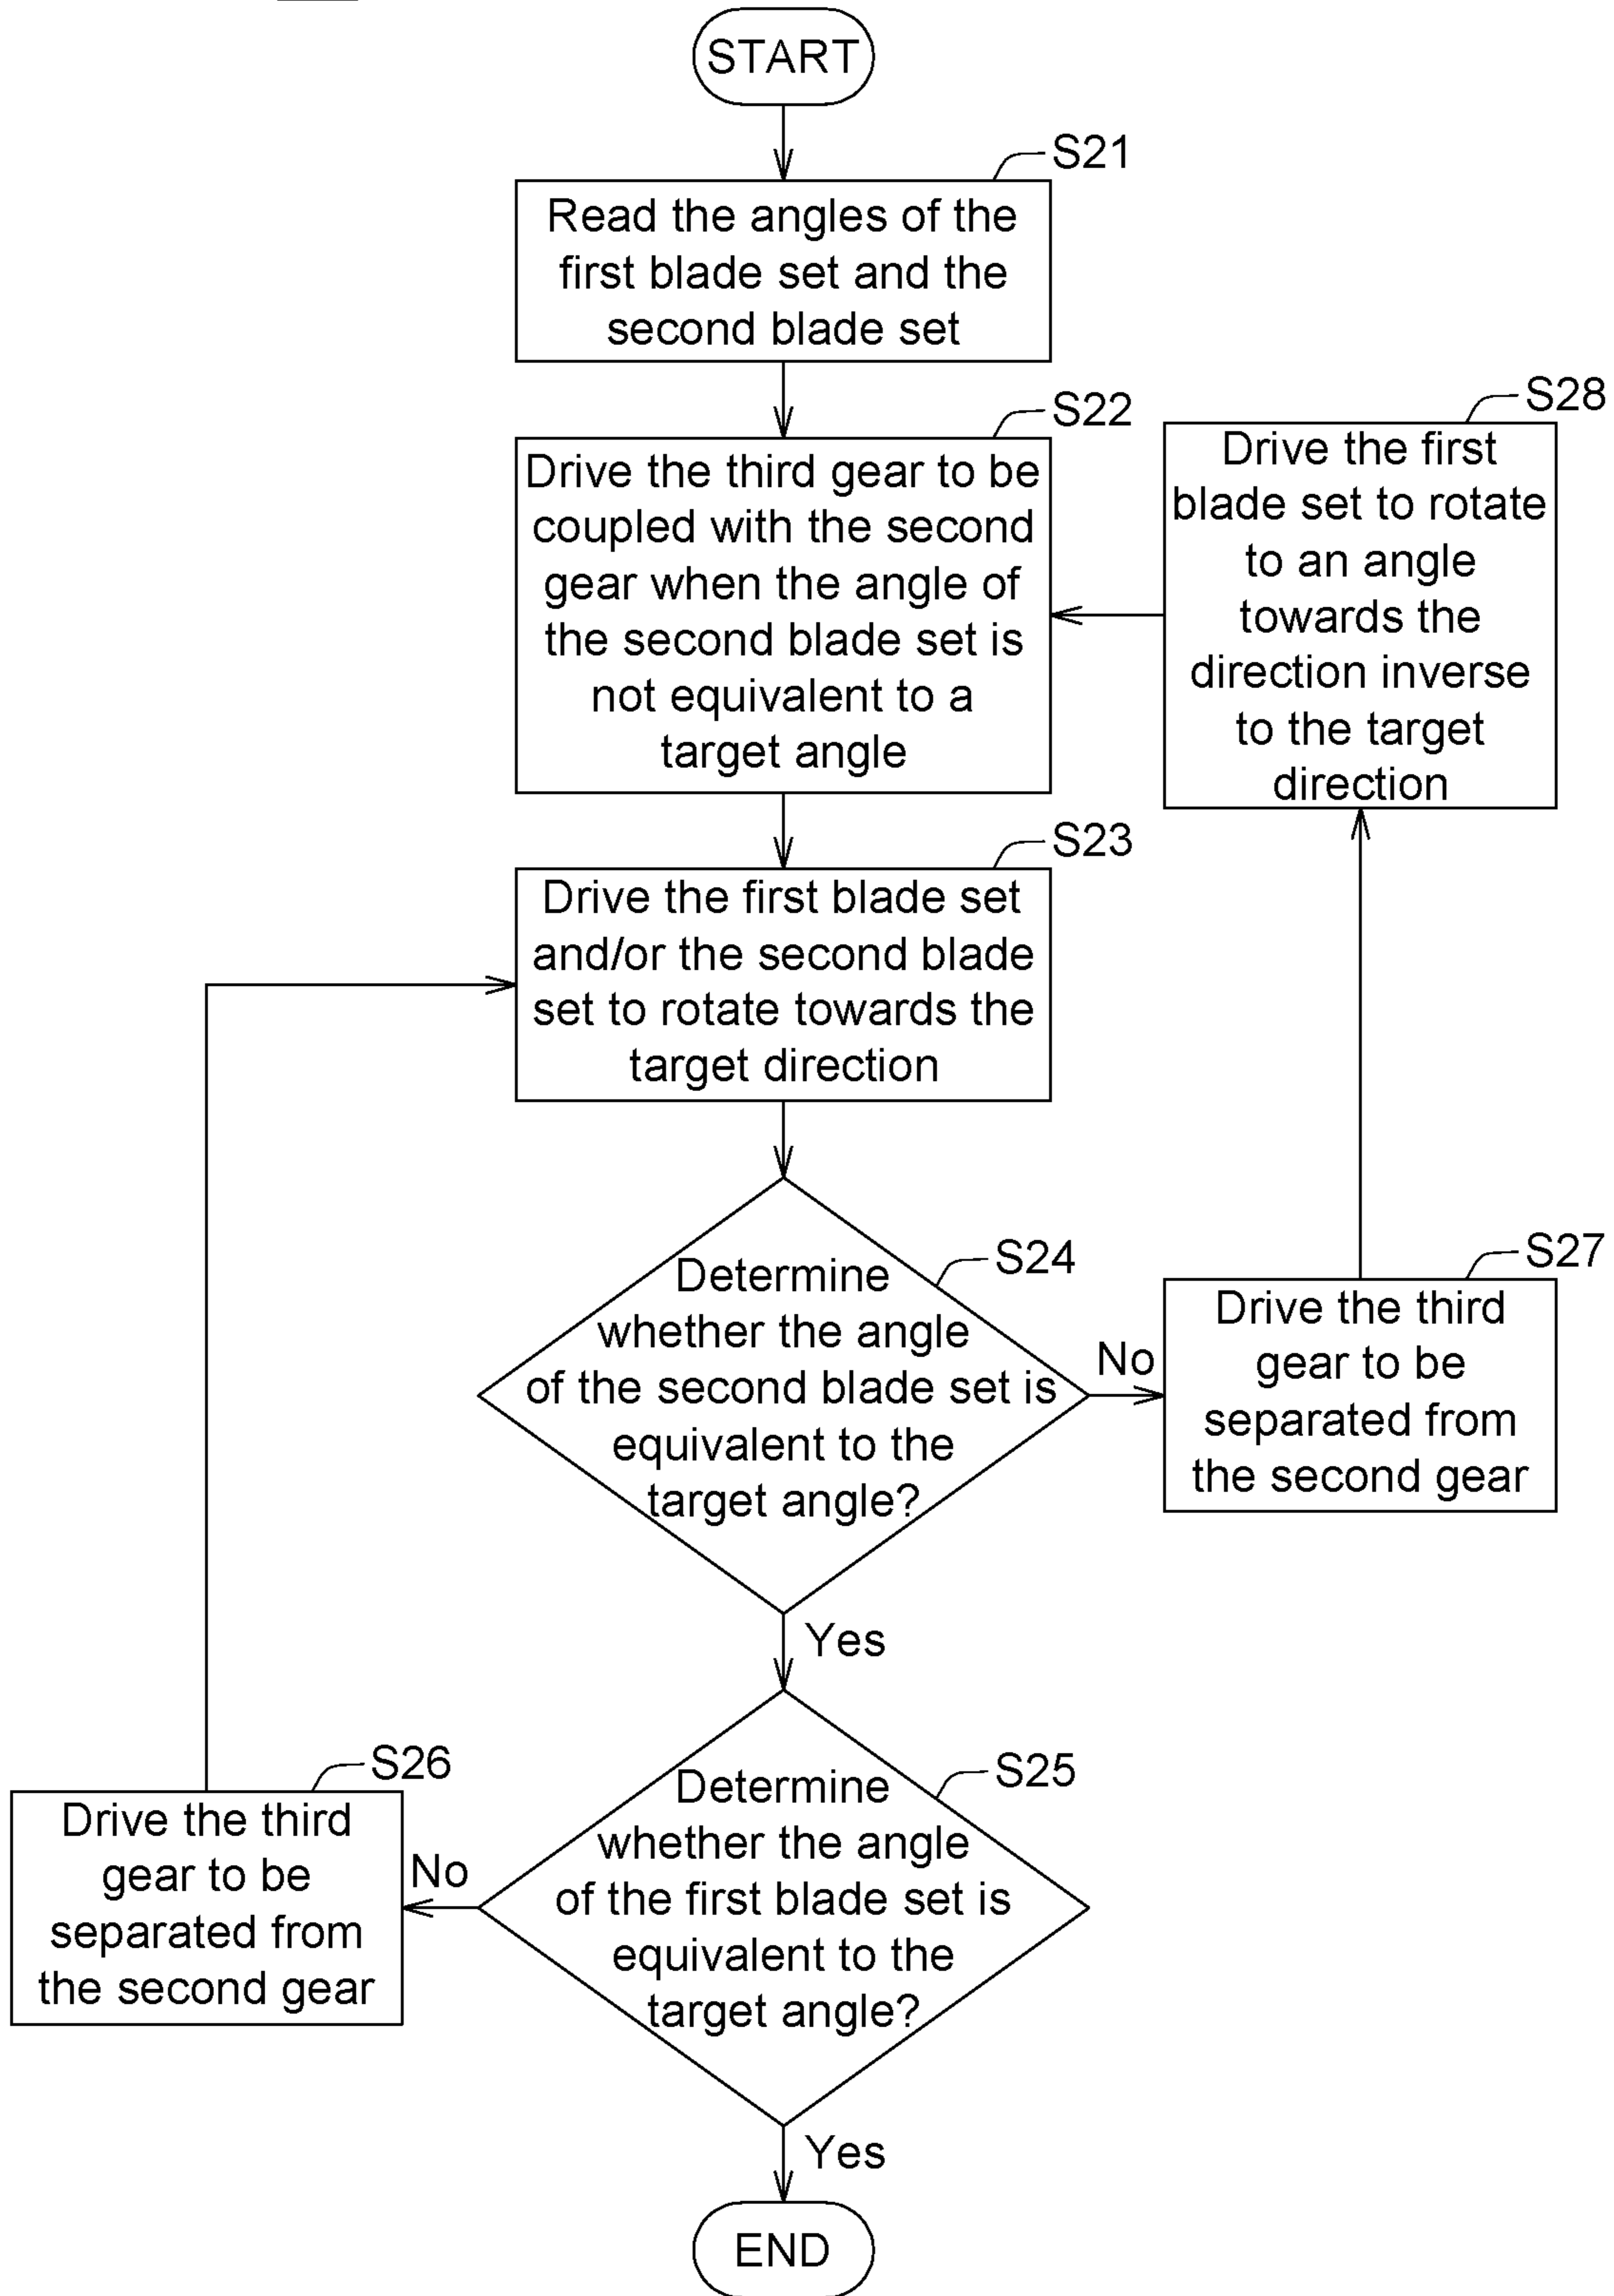 START
S21
Read the angles of the
first blade set and the
second blade set
S22
Drive the third gear to be
coupled with the second
gear when the angle of
the second blade set is
not equivalent to a
target angle
S28
Drive the first
blade set to rotate
to an angle
towards the
direction inverse
to the target
direction
S23
Drive the first blade set
and/or the second blade
set to rotate towards the
target direction
S24
Determine
whether the angle
of the second blade set is
equivalent to the
target angle?
No
S27
Drive the third
gear to be
separated from
the second gear
Yes
S25
Determine
whether the angle
of the first blade set is
equivalent to the
target angle?
No
S26
Drive the third
gear to be
separated from
the second gear
Yes
END